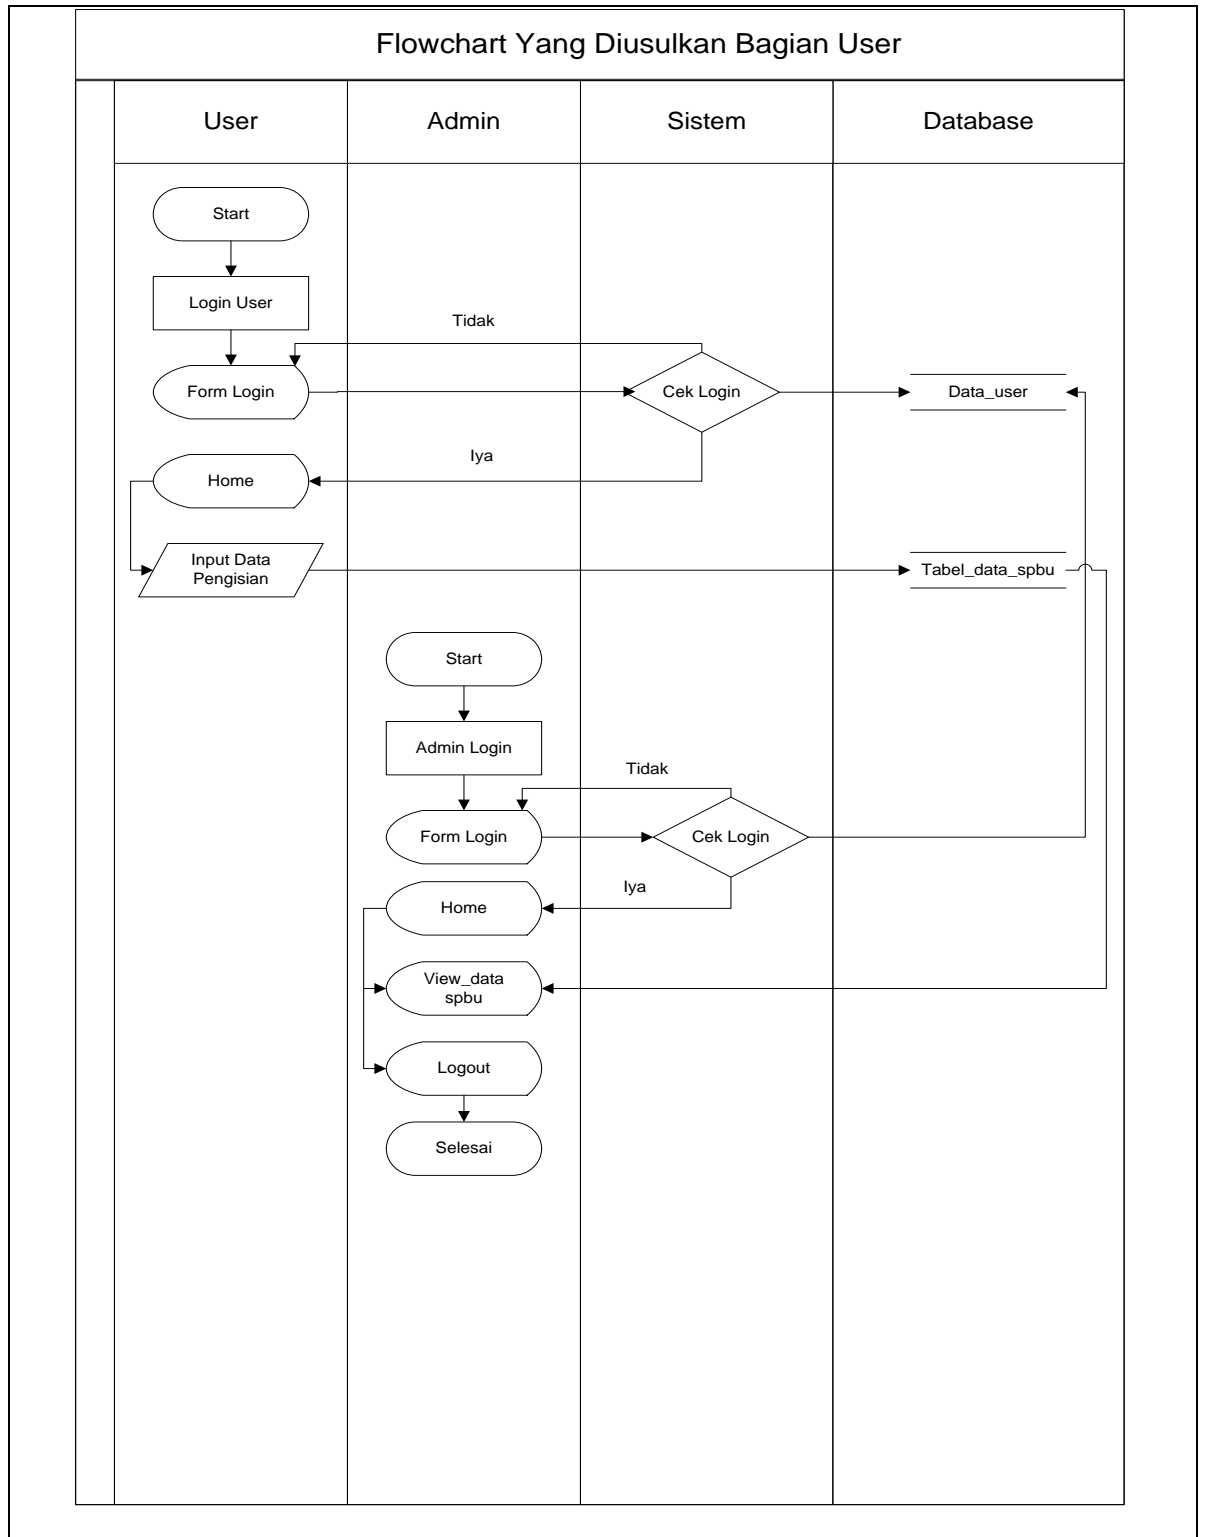 Flowchart Yang Diusulkan Bagian User
User
Admin
Sistem
Database
Start
Login User
Tidak
Form Login
Cek Login
Data_user
Iya
Home
Input Data
Pengisian
Tabel_data_spbu
Start
Admin Login
Tidak
Form Login
Cek Login
Iya
Home
View_data
spbu
Logout
Selesai